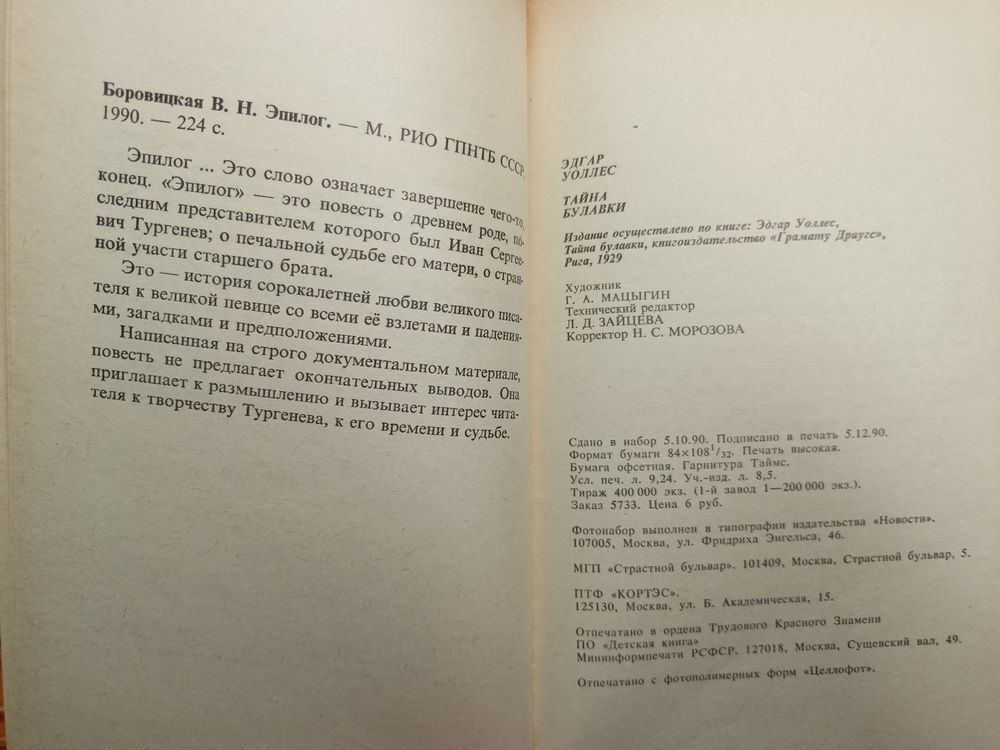 Боровицкая В. Н. Эпилог. — М., РИО ГПНТБ СССР,
1990. — 224 с.
Эпилог ... Это слово означает завершение чего-то,
конец. «Эпилог» — это повесть о древнем роде, по-
следним представителем которого был Иван Сергее-
вич Тургенев; о печальной судьбе его матери, о стран-
ной участи старшего брата.
Это — история сорокалетней любви великого писа-
теля к великой певице со всеми её взлетами и падения-
ми, загадками и предположениями.
Написанная на строго документальном материале,
повесть не предлагает окончательных выводов. Она
приглашает к размышлению и вызывает интерес чита-
теля к творчеству Тургенева, к его времени и судьбе.
ЭДГАР
УОЛЛЕС
ТАЙНА
БУЛАВКИ
Издание осуществлено по книге: Эдгар Уоллес,
Тайна булавки, книгоиздательство «Грамату Драугс»,
Рига, 1929
Художник
Г. А. МАЦЫГИН
Технический редактор
Л. Д. ЗАЙЦЕВА
Корректор Н. С. МОРОЗОВА
Сдано в набор 5.10.90. Подписано в печать 5.12.90.
Формат бумаги 84×108¹/₃₂. Печать высокая.
Бумага офсетная. Гарнитура Таймс.
Усл. печ. л. 9,24. Уч.-изд. л. 8,5.
Тираж 400 000 экз. (1-й завод 1—200 000 экз.).
Заказ 5733. Цена 6 руб.
Фотонабор выполнен в типографии издательства «Новости».
107005, Москва, ул. Фридриха Энгельса, 46.
МГП «Страстной бульвар». 101409, Москва, Страстной бульвар, 5.
ПТФ «КОРТЭС».
125130, Москва, ул. Б. Академическая, 15.
Отпечатано в ордена Трудового Красного Знамени
ПО «Детская книга»
Мининформпечати РСФСР. 127018, Москва, Сущевский вал, 49.
Отпечатано с фотополимерных форм «Целлофот».